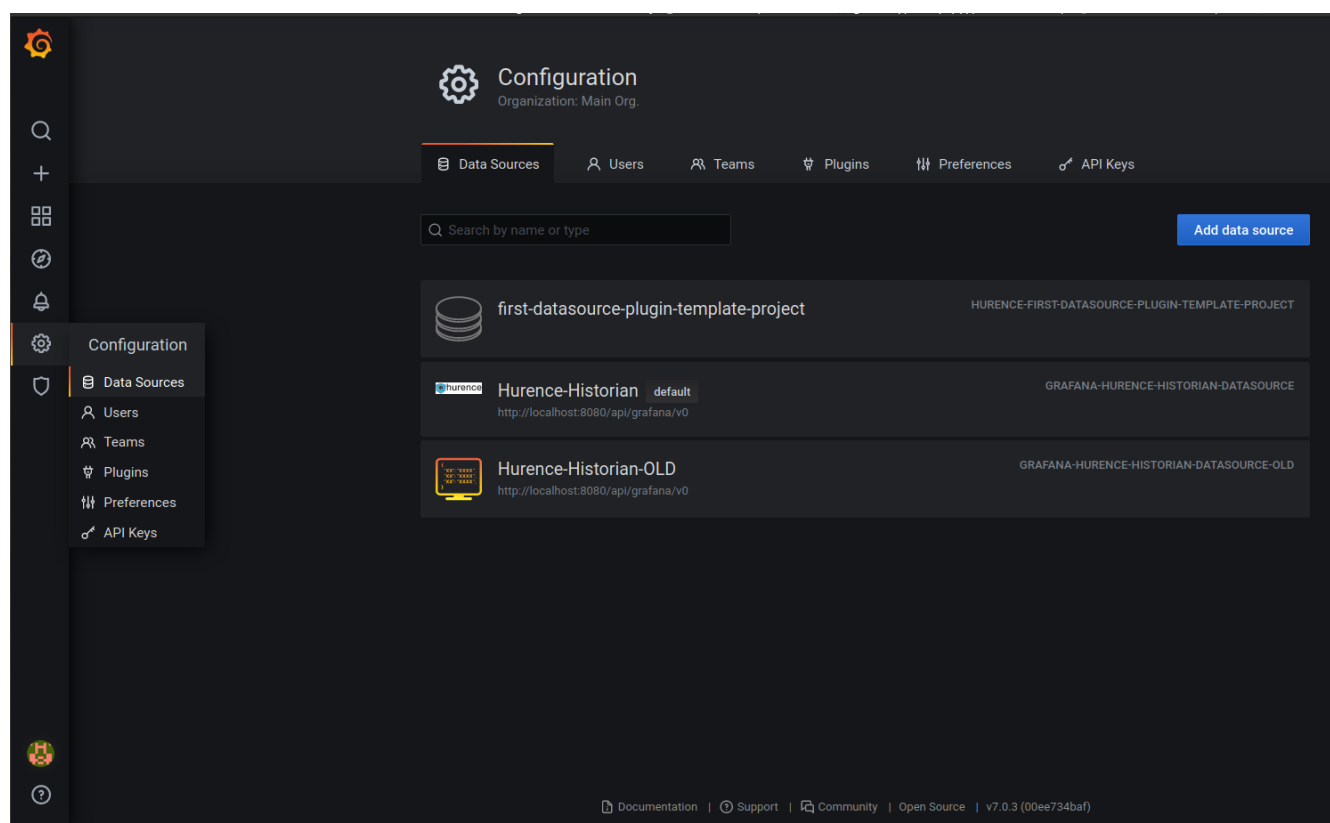 Configuration
Organization: Main Org.
Data Sources Users Teams Plugins Preferences API Keys
Search by name or type
Add data source
first-datasource-plugin-template-project
HURENCE-FIRST-DATASOURCE-PLUGIN-TEMPLATE-PROJECT
hurence
Hurence-Historian default
GRAFANA-HURENCE-HISTORIAN-DATASOURCE
http://localhost:8080/api/grafana/v0
Hurence-Historian-OLD
GRAFANA-HURENCE-HISTORIAN-DATASOURCE-OLD
http://localhost:8080/api/grafana/v0
Configuration
Data Sources
Users
Teams
Plugins
Preferences
API Keys
Documentation | Support | Community | Open Source | v7.0.3 (00ee734baf)